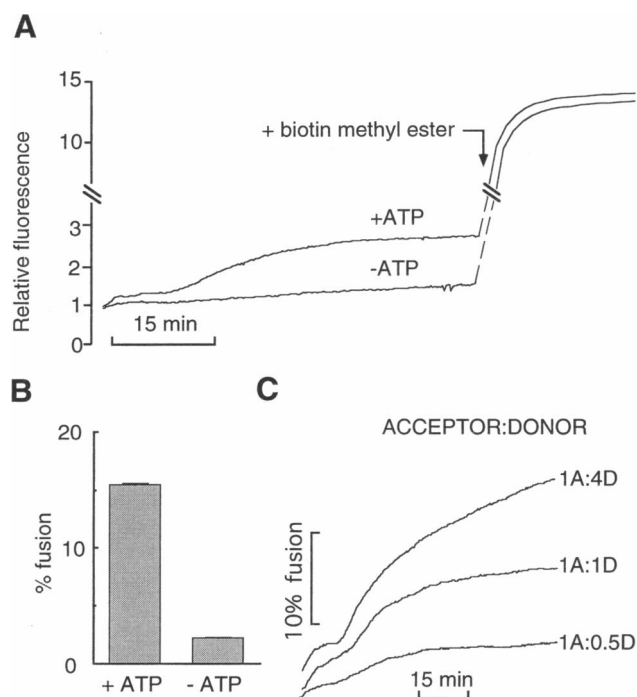 A
15
10
+ biotin methyl ester
Relative fluorescence
3
+ATP
2
-ATP
1
15 min
0
B
20
% fusion
10
0
+ ATP - ATP
C
ACCEPTOR:DONOR
1A:4D
10% fusion
1A:1D
1A:0.5D
15 min